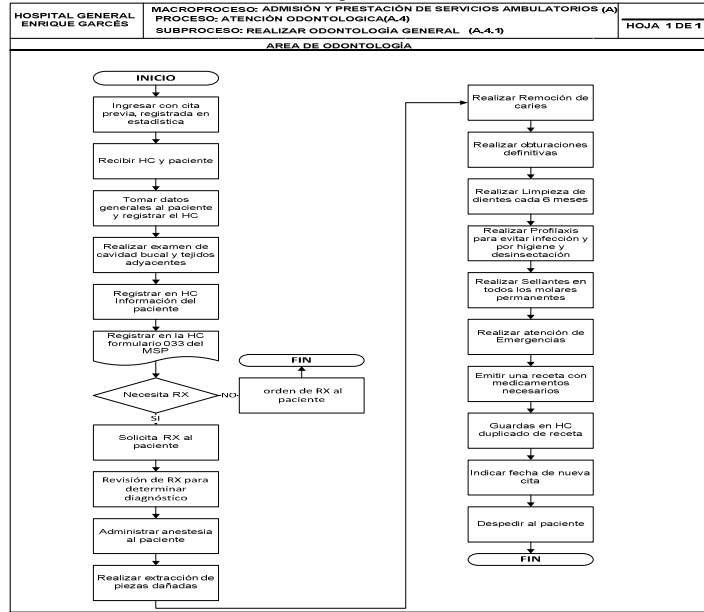 HOSPITAL GENERAL
ENRIQUE GARCÉS
MACROPROCESO: ADMISIÓN Y PRESTACIÓN DE SERVICIOS AMBULATORIOS (A)
PROCESO: ATENCIÓN ODONTOLOGICA(A.4)
SUBPROCESO: REALIZAR ODONTOLOGÍA GENERAL (A.4.1)
HOJA 1 DE 1
AREA DE ODONTOLOGÍA
INICIO
Ingresar con cita
previa, registrada en
estadística
Recibir HC y paciente
Tomar datos
generales al paciente
y registrar el HC
Realizar examen de
cavidad bucal y tejidos
adyacentes
Registrar en HC
Información del
paciente
Registrar en la HC
formulario 033 del
MSP
Necesita RX
NO
orden de RX al
paciente
FIN
SI
Solicita RX al
paciente
Revisión de RX para
determinar
diagnóstico
Administrar anestesia
al paciente
Realizar extracción de
piezas dañadas
Realizar Remoción de
caries
Realizar obturaciones
definitivas
Realizar Limpieza de
dientes cada 6 meses
Realizar Profilaxis
para evitar infección y
por higiene y
desinsectación
Realizar Sellantes en
todos los molares
permanentes
Realizar atención de
Emergencias
Emitir una receta con
medicamentos
necesarios
Guardas en HC
duplicado de receta
Indicar fecha de nueva
cita
Despedir al paciente
FIN